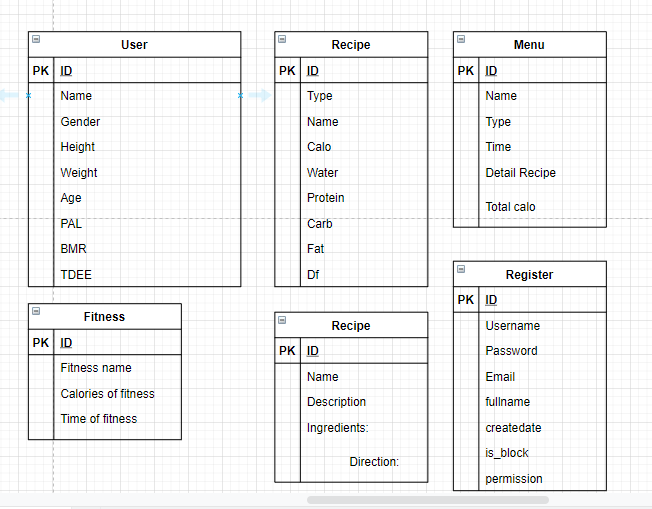 User
PK ID
Name
Gender
Height
Weight
Age
PAL
BMR
TDEE
Recipe
PK ID
Type
Name
Calo
Water
Protein
Carb
Fat
Df
Menu
PK ID
Name
Type
Time
Detail Recipe
Total calo
Fitness
PK ID
Fitness name
Calories of fitness
Time of fitness
Recipe
PK ID
Name
Description
Ingredients:
Direction:
Register
PK ID
Username
Password
Email
fullname
createdate
is_block
permission